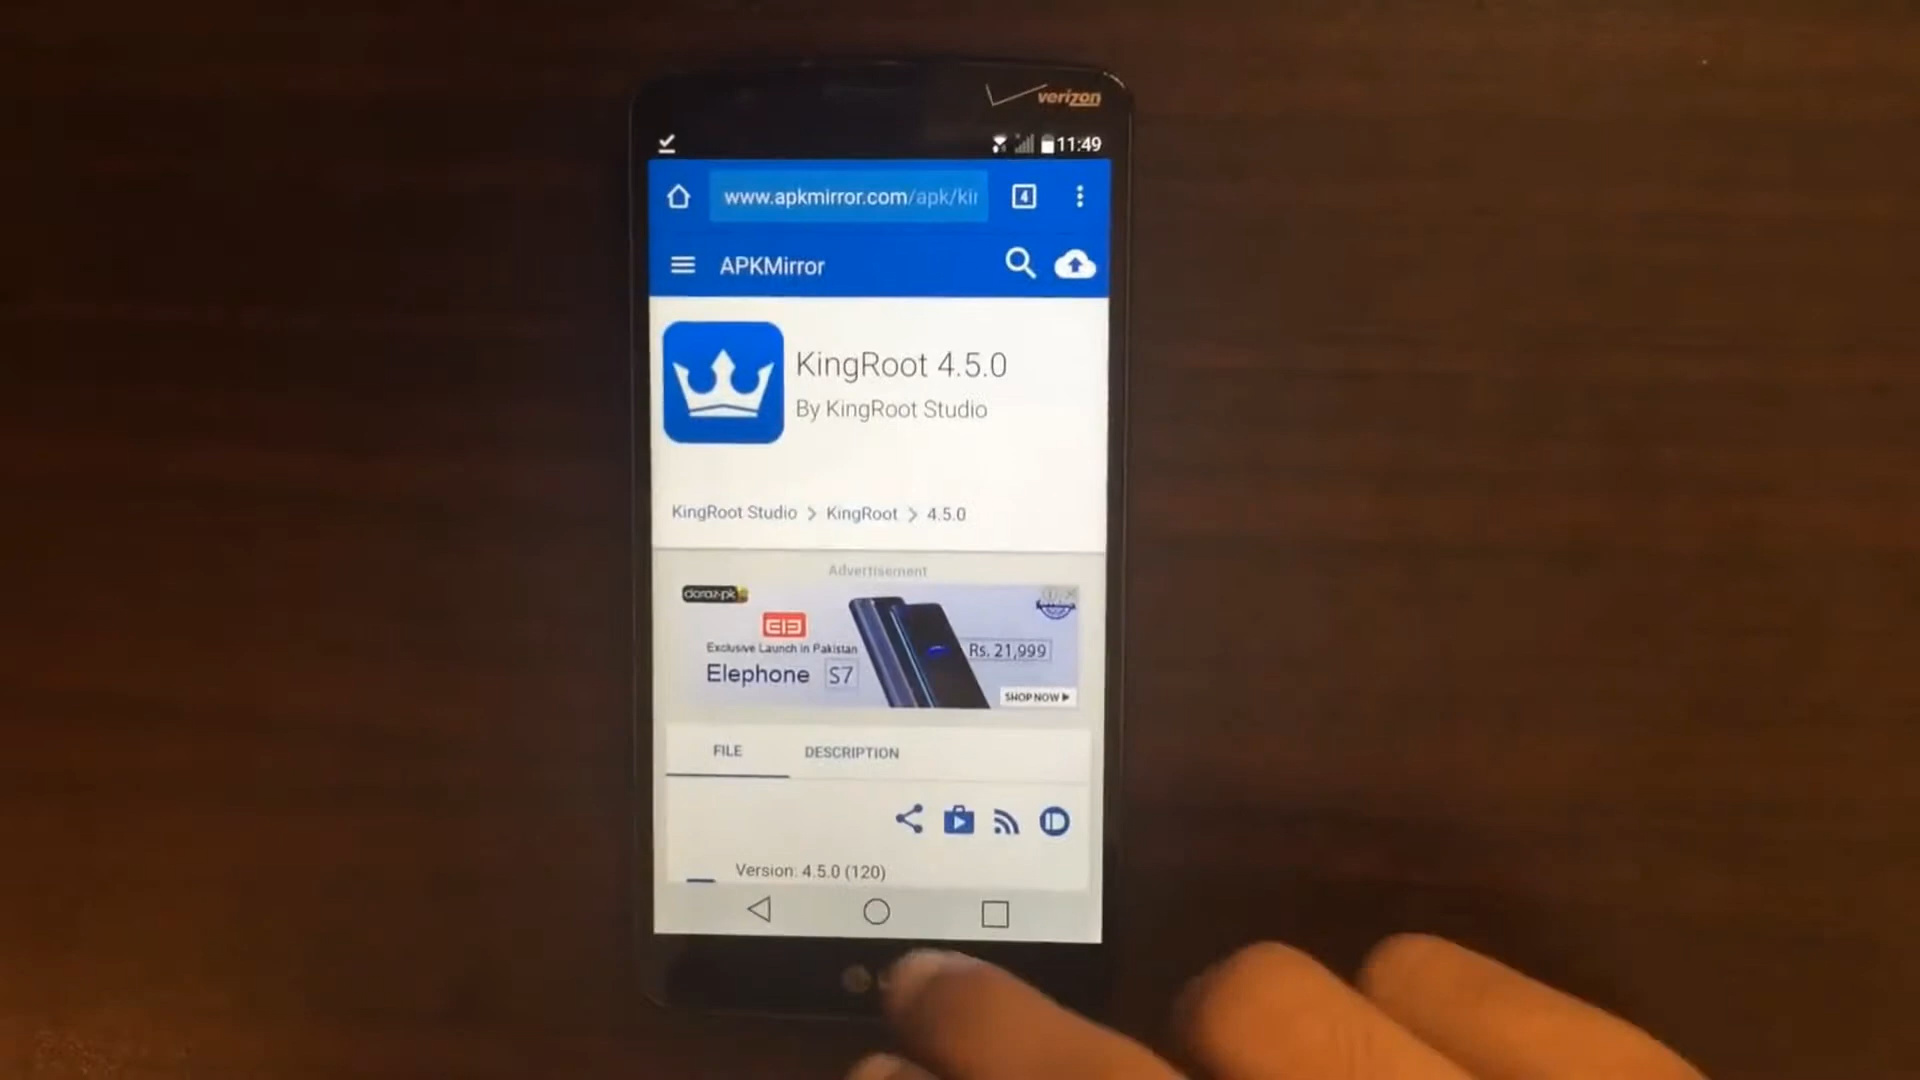 verizon
11:49
www.apkmirror.com/apk/kin
4
APKMirror
KingRoot 4.5.0
By KingRoot Studio
KingRoot Studio > KingRoot > 4.5.0
Advertisement
daraz.pk
Exclusive Launch in Pakistan
Elephone S7
Rs. 21,999
SHOP NOW
FILE
DESCRIPTION
Version: 4.5.0 (120)